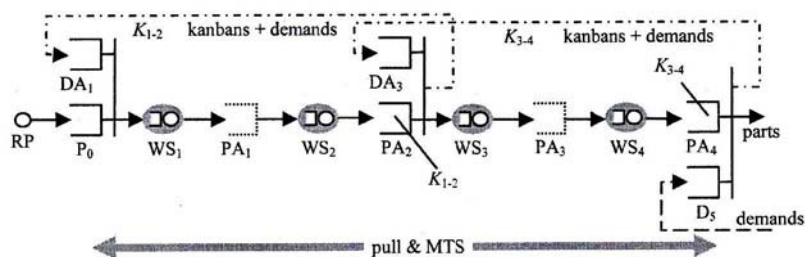 K1-2 kanbans + demands
K3-4 kanbans + demands
DA1
DA3
K3-4
RP
P0
WS1
PA1
WS2
PA2
WS3
PA3
WS4
PA4
parts
K1-2
D5
demands
pull & MTS